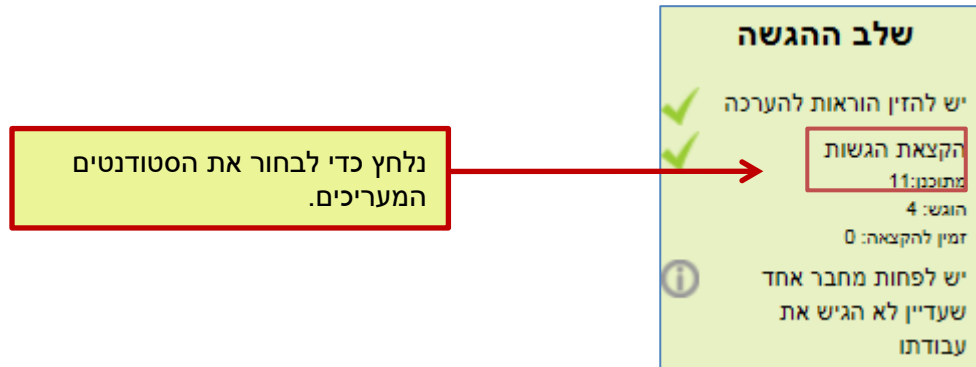 שלב ההגשה
יש להזין הוראות להערכה
הקצאת הגשות
מתוכנן:11
הוגש: 4
זמין להקצאה: 0
יש לפחות מחבר אחד
שעדיין לא הגיש את
עבודתו
נלחץ כדי לבחור את הסטודנטים
המעריכים.